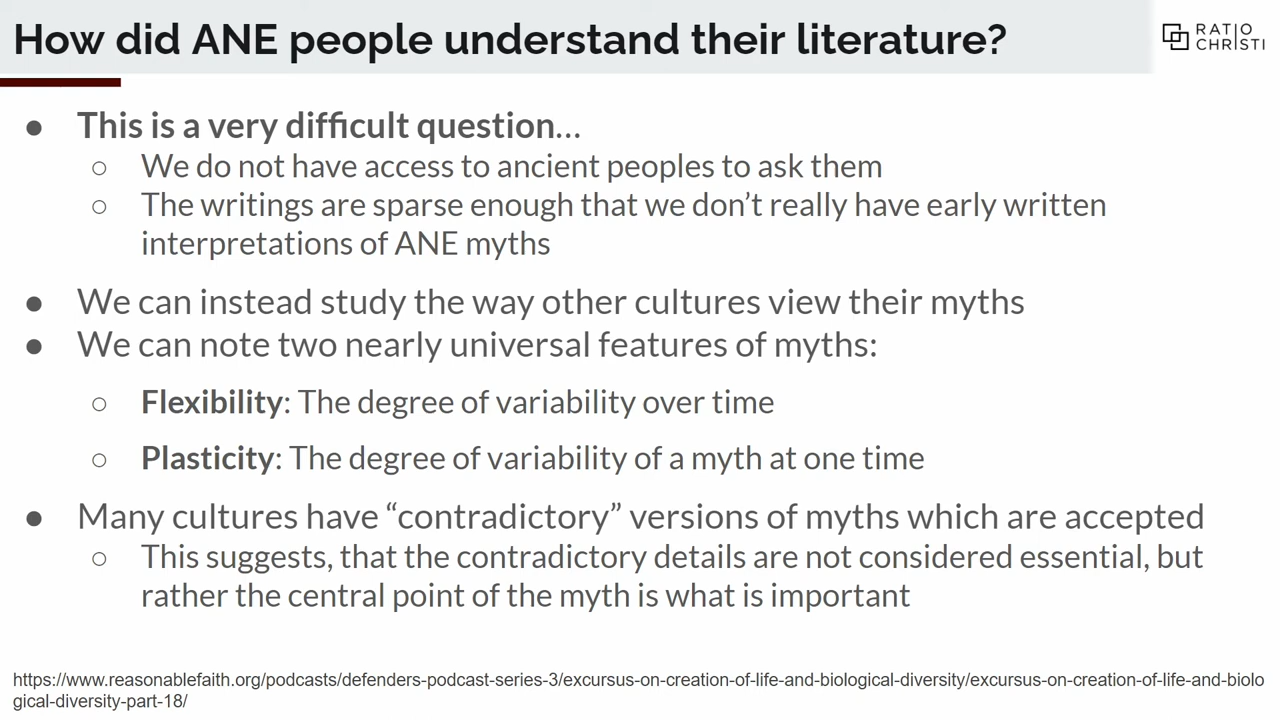 How did ANE people understand their literature?
RATIO
CHRISTI
● This is a very difficult question…
○ We do not have access to ancient peoples to ask them
○ The writings are sparse enough that we don’t really have early written
interpretations of ANE myths
● We can instead study the way other cultures view their myths
● We can note two nearly universal features of myths:
○ Flexibility: The degree of variability over time
○ Plasticity: The degree of variability of a myth at one time
● Many cultures have “contradictory” versions of myths which are accepted
○ This suggests, that the contradictory details are not considered essential, but
rather the central point of the myth is what is important
https://www.reasonablefaith.org/podcasts/defenders-podcast-series-3/excursus-on-creation-of-life-and-biological-diversity/excursus-on-creation-of-life-and-biolo
gical-diversity-part-18/